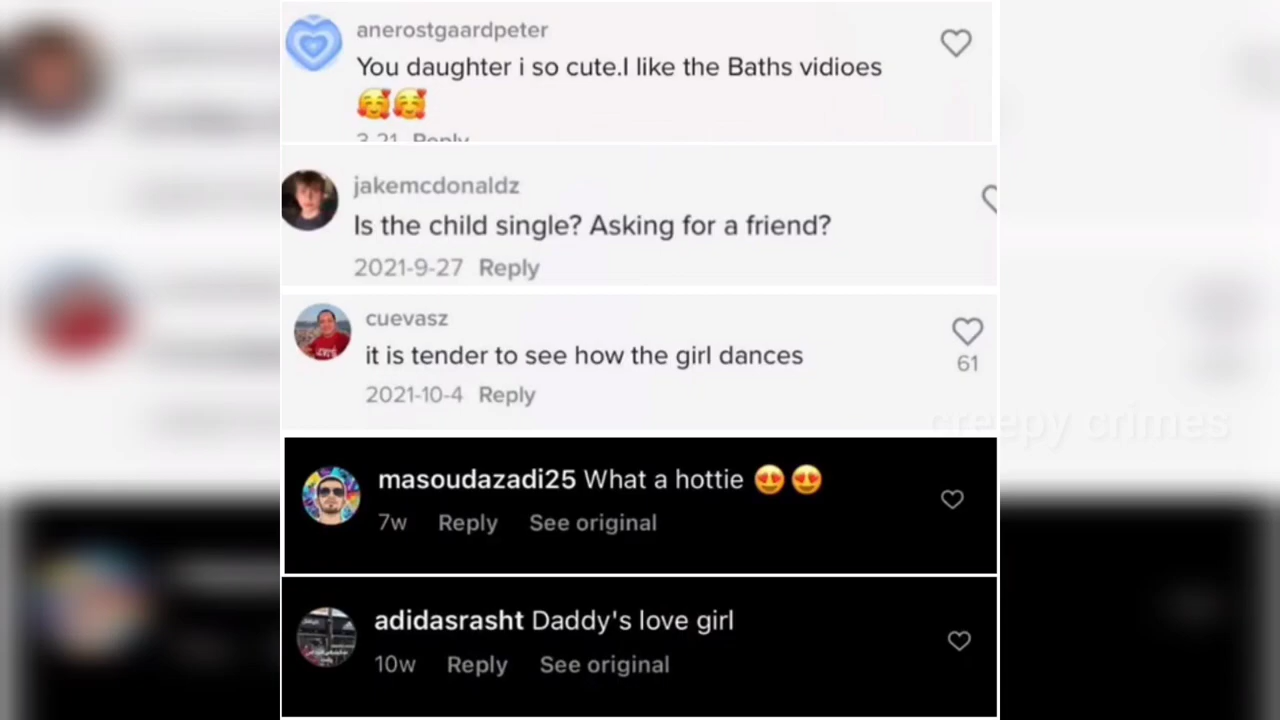 anerostgaardpeter
You daughter i so cute.I like the Baths vidioes
🥰🥰
3-21 Reply
jakemcdonaldz
Is the child single? Asking for a friend?
2021-9-27 Reply
cuevasz
it is tender to see how the girl dances
61
2021-10-4 Reply
creepy crimes
masoudazadi25 What a hottie 😍😍
7w Reply See original
adidasrasht Daddy's love girl
10w Reply See original